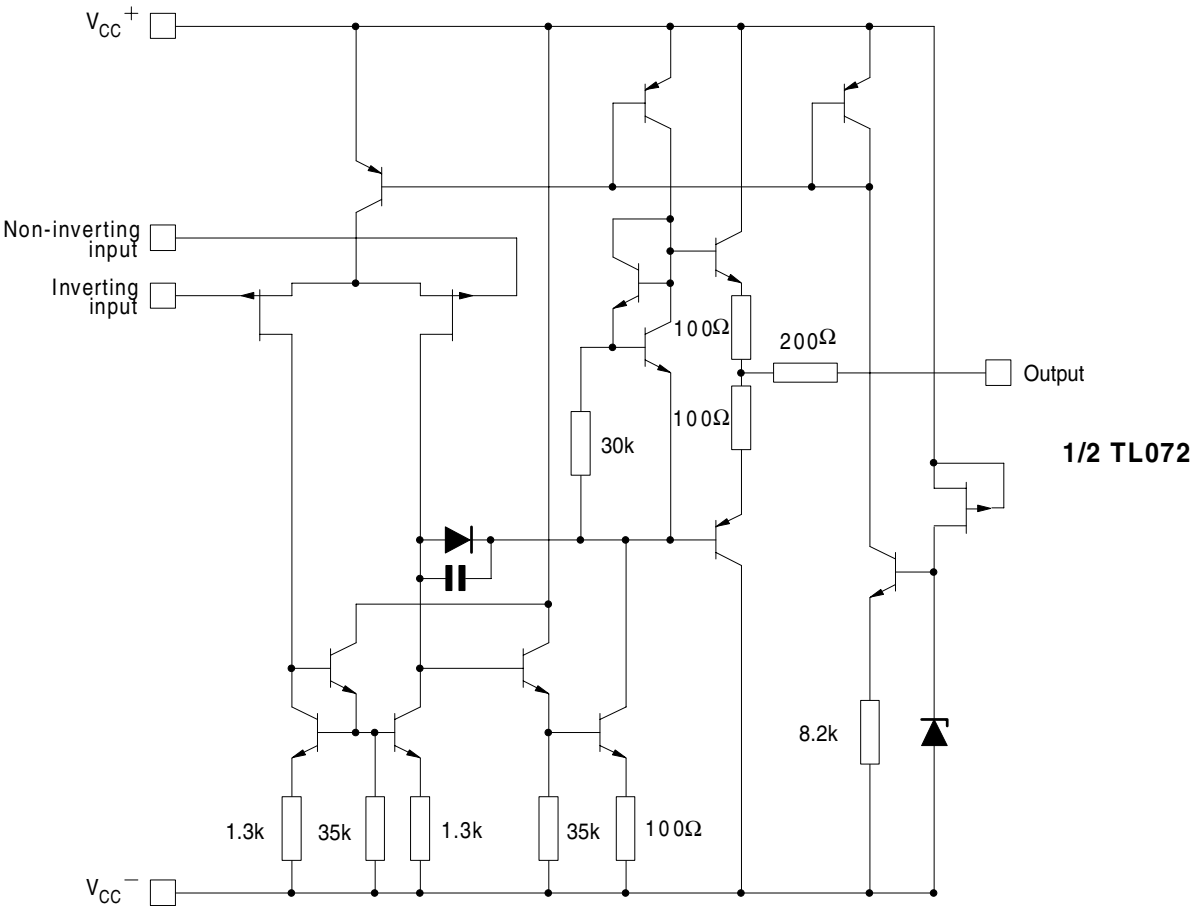 VCC+
Non-inverting
input
Inverting
input
100Ω
200Ω
Output
100Ω
30k
1/2 TL072
8.2k
1.3k
35k
1.3k
35k
100Ω
VCC−